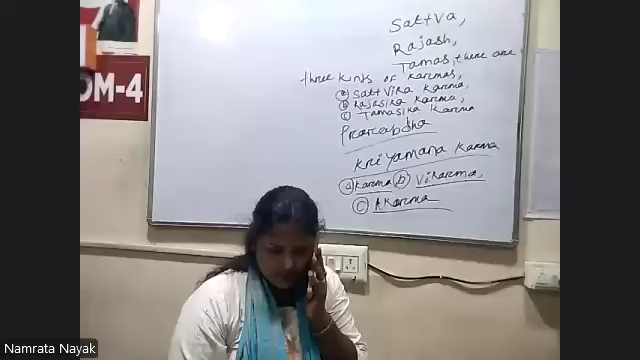 Sattva,
Rajash,
Tamas, there are
three kinds of karmas,
(a) Sattvika Karma,
(b) Rajasika Karma,
(c) Tamasika Karma
Prarabdha
Kriyamana Karma
(a) Karma (b) Vikarma,
(c) Akarma
OM-4
Namrata Nayak